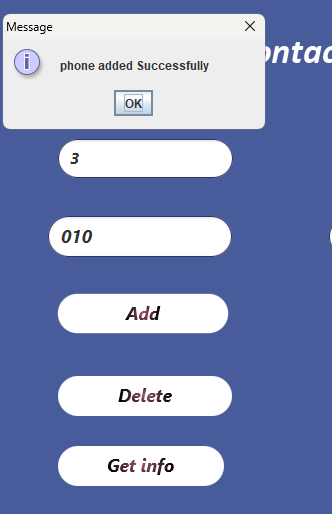 Message
phone added Successfully
OK
3
010
Add
Delete
Get info